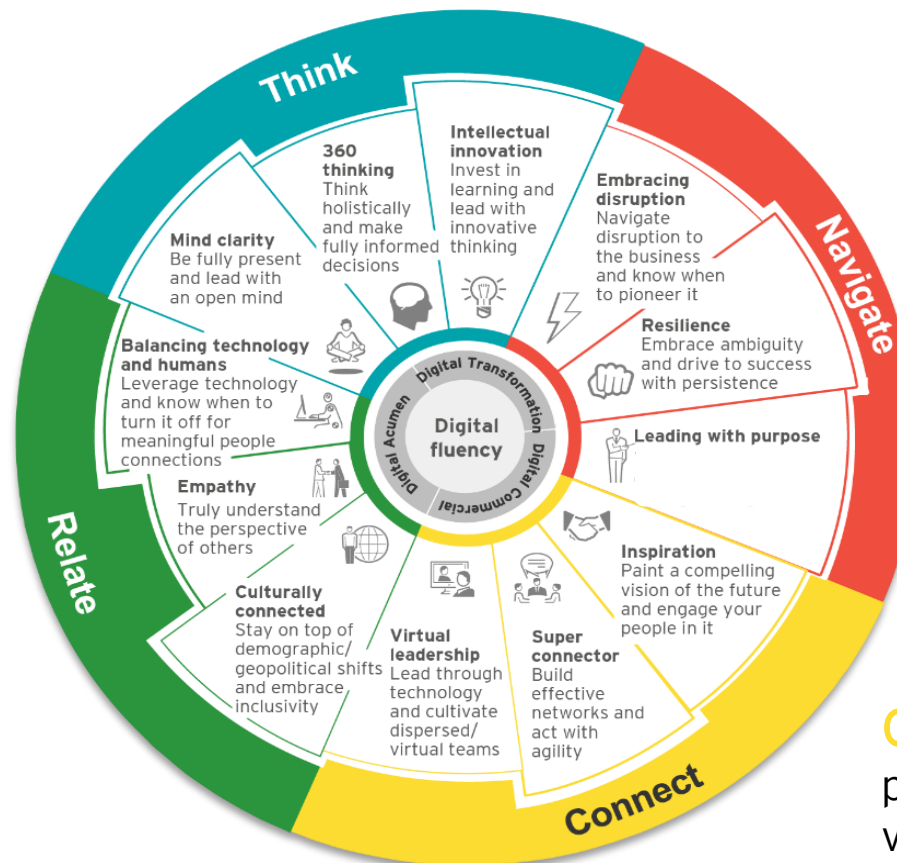 Think
Intellectual
innovation
Invest in
learning and
lead with
innovative
thinking
360
thinking
Think
holistically
and make
fully informed
decisions
Mind clarity
Be fully present
and lead with
an open mind
Navigate
Embracing
disruption
Navigate
disruption to
the business
and know when
to pioneer it
Resilience
Embrace ambiguity
and drive to success
with persistence
Leading with purpose
Digital Transformation
Digital Acumen
Digital Commercial
Digital
fluency
Relate
Balancing technology
and humans
Leverage technology
and know when to
turn it off for
meaningful people
connections
Empathy
Truly understand
the perspective
of others
Culturally
connected
Stay on top of
demographic/
geopolitical shifts
and embrace
inclusivity
Connect
Virtual
leadership
Lead through
technology
and cultivate
dispersed/
virtual teams
Super
connector
Build
effective
networks and
act with
agility
Inspiration
Paint a compelling
vision of the future
and engage your
people in it